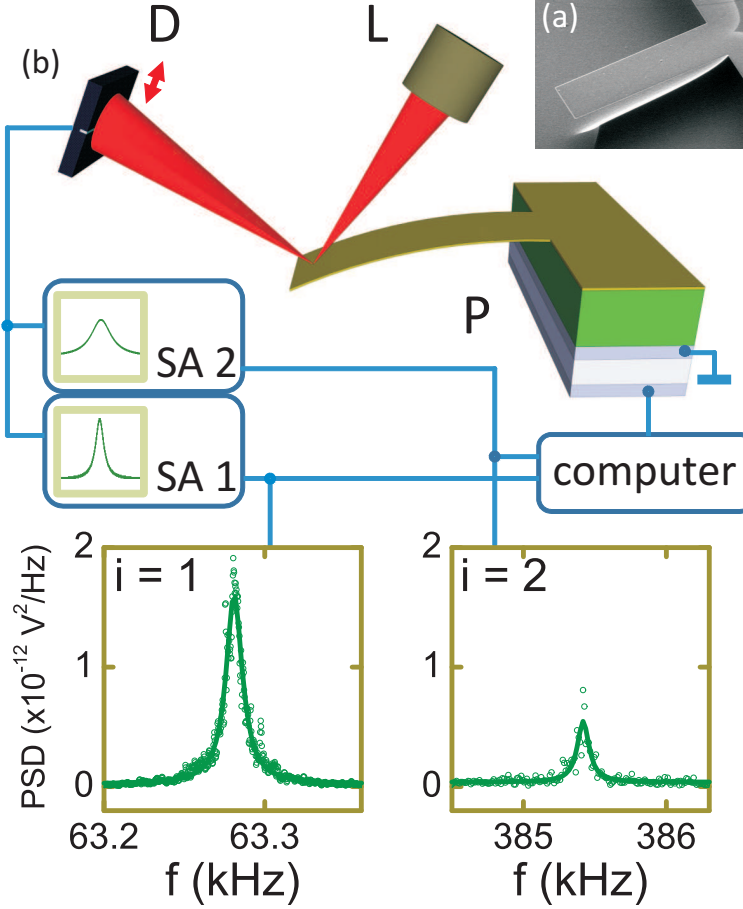 D
L
(a)
(b)
P
SA 2
SA 1
computer
i = 1
i = 2
PSD (x10⁻¹² V²/Hz)
2
1
0
2
1
0
63.2
63.3
385
386
f (kHz)
f (kHz)